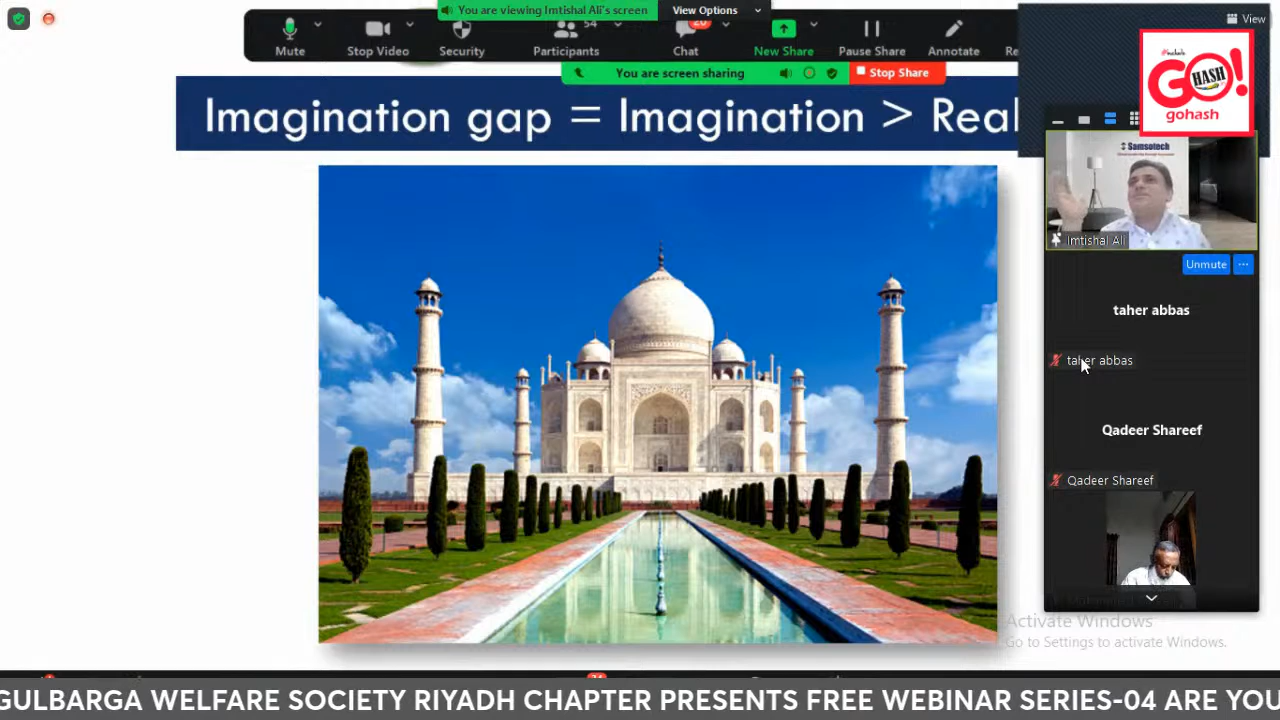 You are viewing Imtishal Ali's screen
View Options
View
Mute
Stop Video
Security
54
Participants
Chat
New Share
Pause Share
Annotate
You are screen sharing
Stop Share
Imagination gap = Imagination > Real
GO!
HASH
gohash
Samsotech
Imtishal Ali
Unmute
taher abbas
taher abbas
Qadeer Shareef
Qadeer Shareef
Activate Windows
Go to Settings to activate Windows.
GULBARGA WELFARE SOCIETY RIYADH CHAPTER PRESENTS FREE WEBINAR SERIES-04 ARE YOU